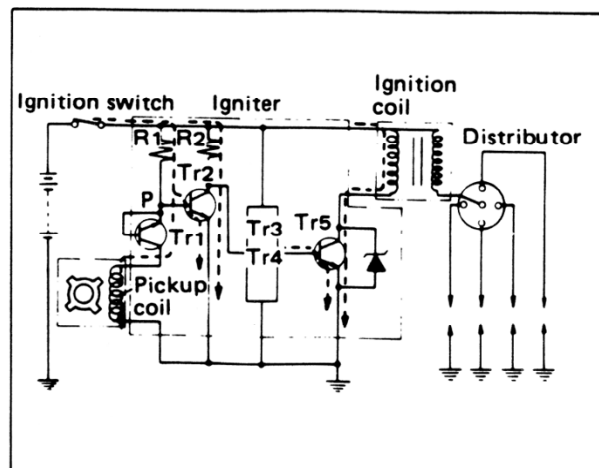 Ignition
coil
Ignition switch
Igniter
Distributor
R1
R2
Tr2
P
Tr1
Tr3
Tr4
Tr5
Pickup
coil